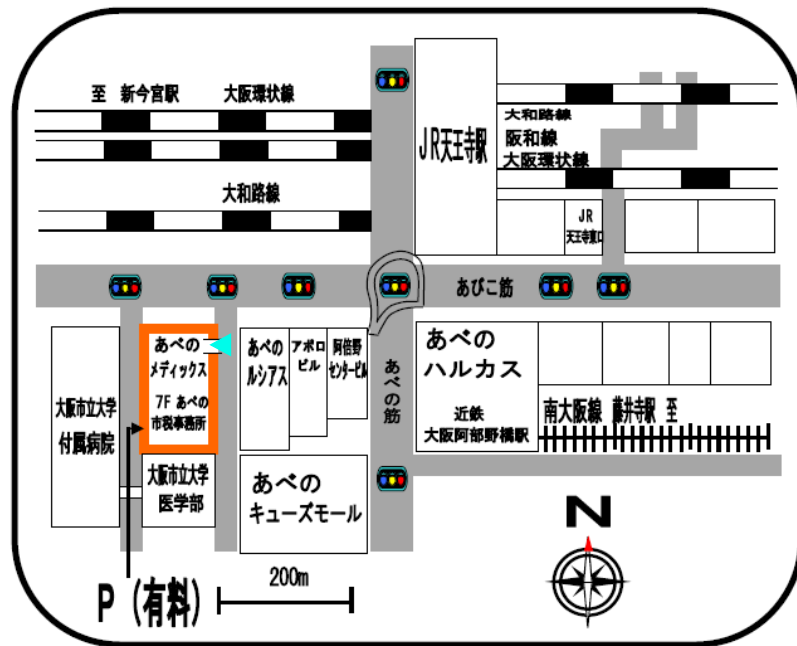 至 新今宮駅 大阪環状線
大和路線
JR天王寺駅
大和路線
阪和線
大阪環状線
JR
天王寺東口
あびこ筋
あべの筋
大阪市立大学
付属病院
あべの
メディックス
7F あべの
市税事務所
大阪市立大学
医学部
あべの
ルシアス
アポロ
ビル
阿倍野
センタービル
あべの
キューズモール
あべの
ハルカス
近鉄
大阪阿部野橋駅
南大阪線 藤井寺駅 至
P（有料）
200m
N